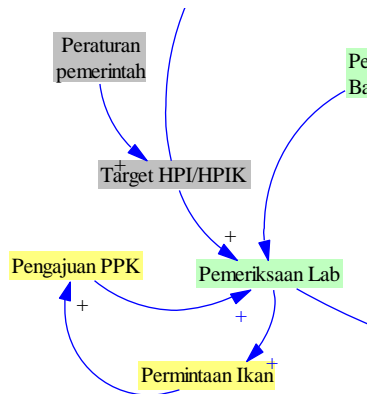 Peraturan
pemerintah
Pe
Ba
+
Target HPI/HPIK
+
Pengajuan PPK
Pemeriksaan Lab
+
+
Permintaan Ikan
+